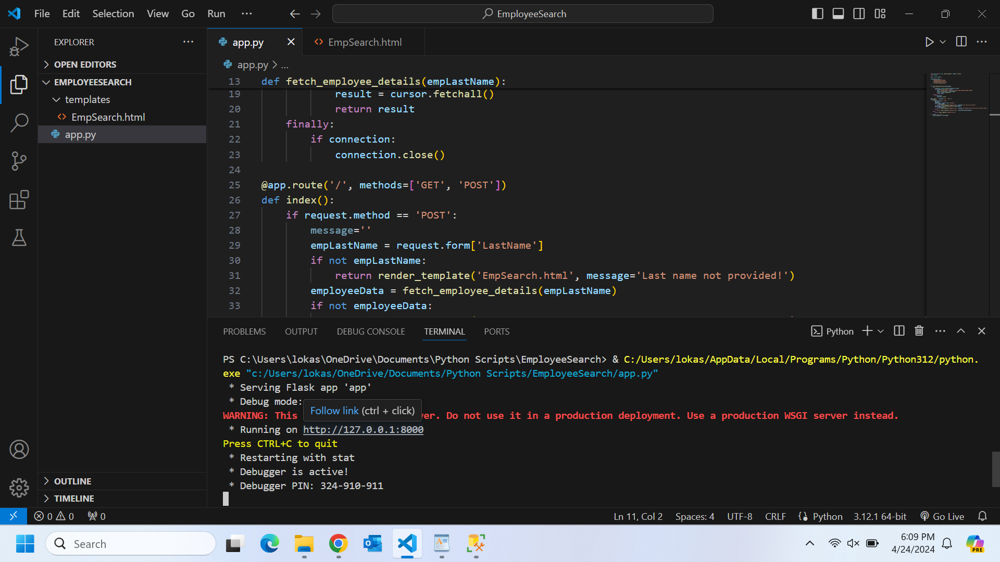 File Edit Selection View Go Run ···
EmployeeSearch
EXPLORER
OPEN EDITORS
EMPLOYEESEARCH
templates
EmpSearch.html
app.py
OUTLINE
TIMELINE
app.py
EmpSearch.html
app.py > ...
13 def fetch_employee_details(empLastName):
19 result = cursor.fetchall()
20 return result
21 finally:
22 if connection:
23 connection.close()
24
25 @app.route('/', methods=['GET', 'POST'])
26 def index():
27 if request.method == 'POST':
28 message=''
29 empLastName = request.form['LastName']
30 if not empLastName:
31 return render_template('EmpSearch.html', message='Last name not provided!')
32 employeeData = fetch_employee_details(empLastName)
33 if not employeeData:
PROBLEMS OUTPUT DEBUG CONSOLE TERMINAL PORTS
Python
PS C:\Users\lokas\OneDrive\Documents\Python Scripts\EmployeeSearch> & C:/Users/lokas/AppData/Local/Programs/Python/Python312/python.
exe "c:/Users/lokas/OneDrive/Documents/Python Scripts/EmployeeSearch/app.py"
* Serving Flask app 'app'
* Debug mode:
Follow link (ctrl + click)
WARNING: This ver. Do not use it in a production deployment. Use a production WSGI server instead.
* Running on http://127.0.0.1:8000
Press CTRL+C to quit
* Restarting with stat
* Debugger is active!
* Debugger PIN: 324-910-911
0 0 0 Ln 11, Col 2 Spaces: 4 UTF-8 CRLF Python 3.12.1 64-bit Go Live
Search
6:09 PM
4/24/2024
PRE